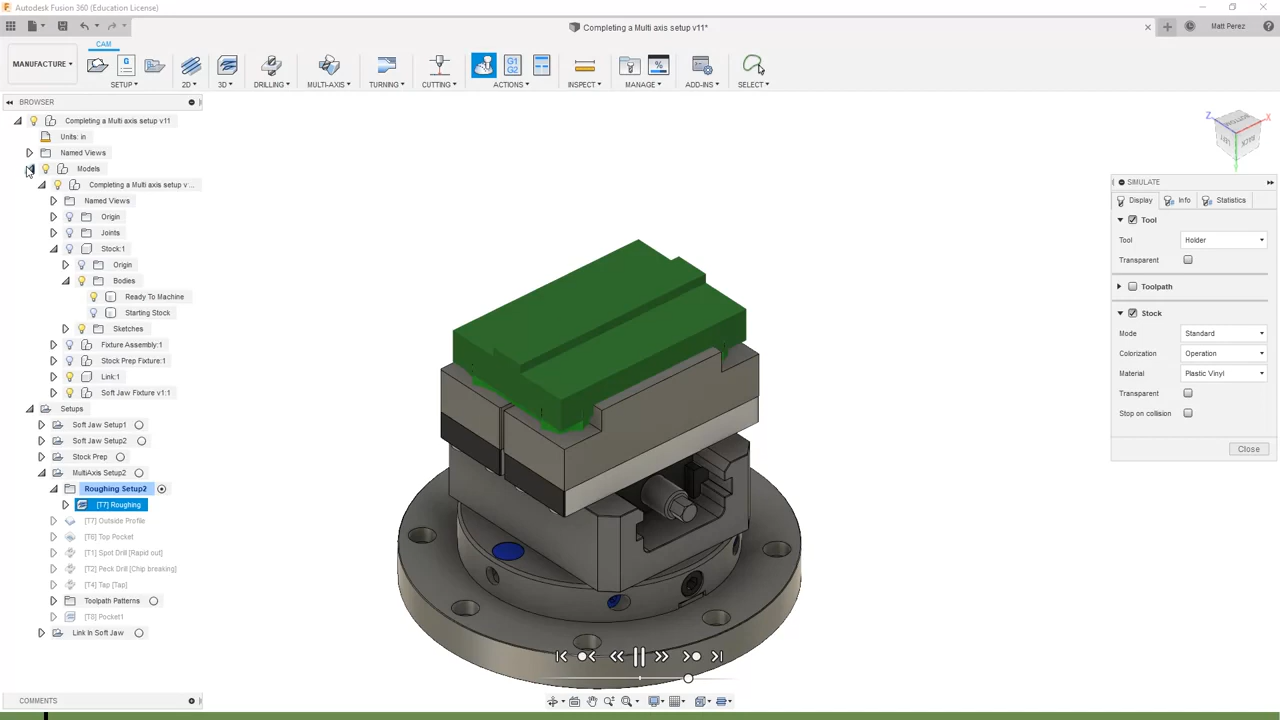 Autodesk Fusion 360 (Education License)
Completing a Multi axis setup v11*
Matt Perez
CAM
MANUFACTURE
G
G1
G2
%
SETUP
2D
3D
DRILLING
MULTI-AXIS
TURNING
CUTTING
ACTIONS
INSPECT
MANAGE
ADD-INS
SELECT
BROWSER
Completing a Multi axis setup v11
Units: in
Named Views
Models
Completing a Multi axis setup v...
Named Views
Origin
Joints
Stock:1
Origin
Bodies
Ready To Machine
Starting Stock
Sketches
Fixture Assembly:1
Stock Prep Fixture:1
Link:1
Soft Jaw Fixture v1:1
Setups
Soft Jaw Setup1
Soft Jaw Setup2
Stock Prep
MultiAxis Setup2
Roughing Setup2
[T7] Roughing
[T7] Outside Profile
[T6] Top Pocket
[T1] Spot Drill [Rapid out]
[T2] Peck Drill [Chip breaking]
[T4] Tap [Tap]
Toolpath Patterns
[T8] Pocket1
Link In Soft Jaw
COMMENTS
Z
X
BOTTOM
LEFT
BACK
SIMULATE
Display
Info
Statistics
Tool
Tool
Holder
Transparent
Toolpath
Stock
Mode
Standard
Colorization
Operation
Material
Plastic Vinyl
Transparent
Stop on collision
Close